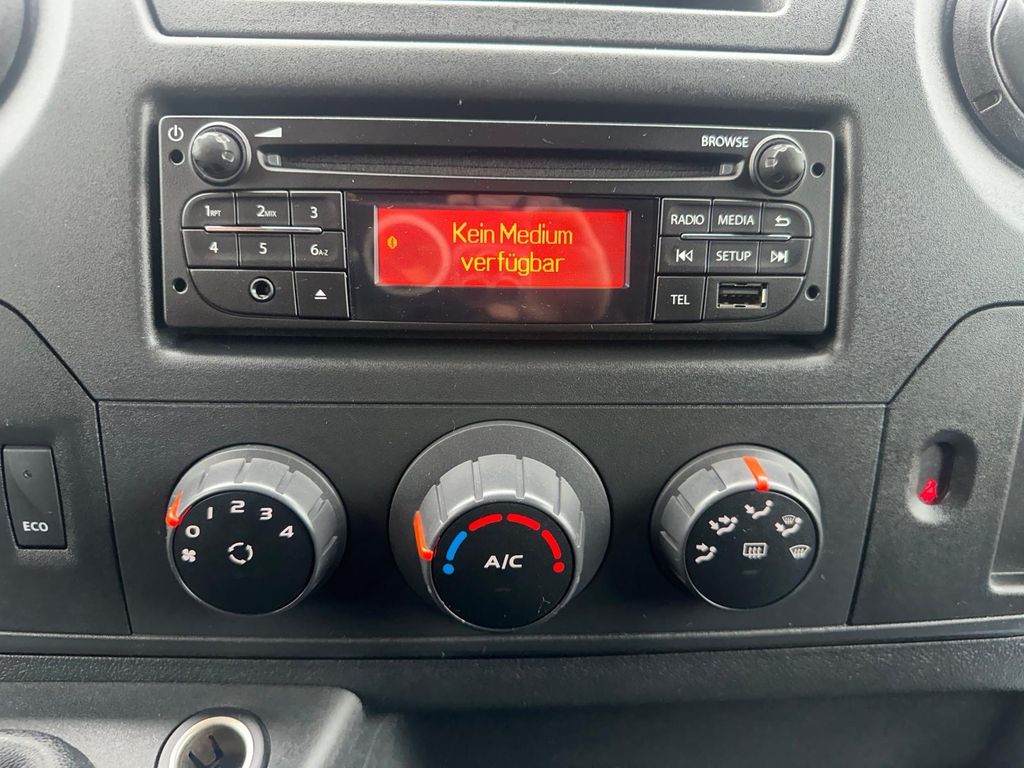 BROWSE
1RPT 2MIX 3
4 5 6A-Z
Kein Medium
verfügbar
RADIO MEDIA
SETUP
TEL
ECO
0 1 2 3 4
A/C